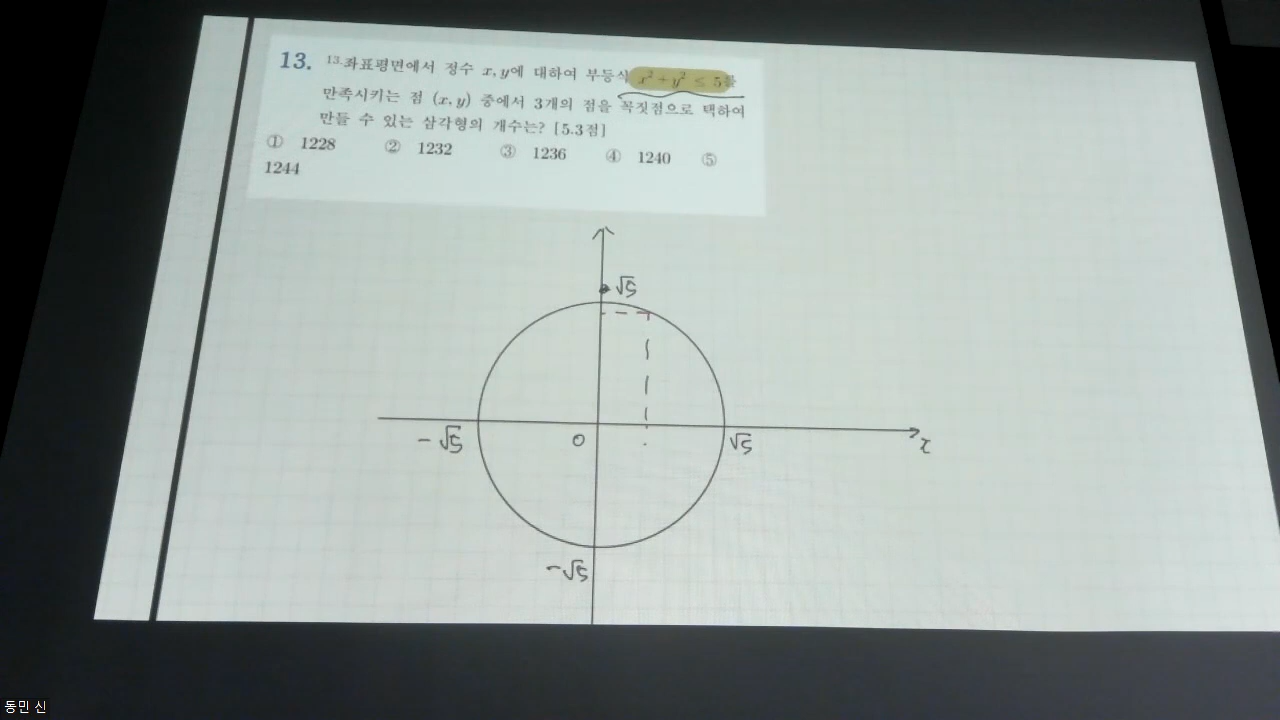 13. 13.좌표평면에서 정수 x, y에 대하여 부등식 x² + y² ≤ 5를
만족시키는 점 (x, y) 중에서 3개의 점을 꼭짓점으로 택하여
만들 수 있는 삼각형의 개수는? [5.3점]
① 1228 ② 1232 ③ 1236 ④ 1240 ⑤
1244
√5
-√5 0 √5 x
-√5
동민 신